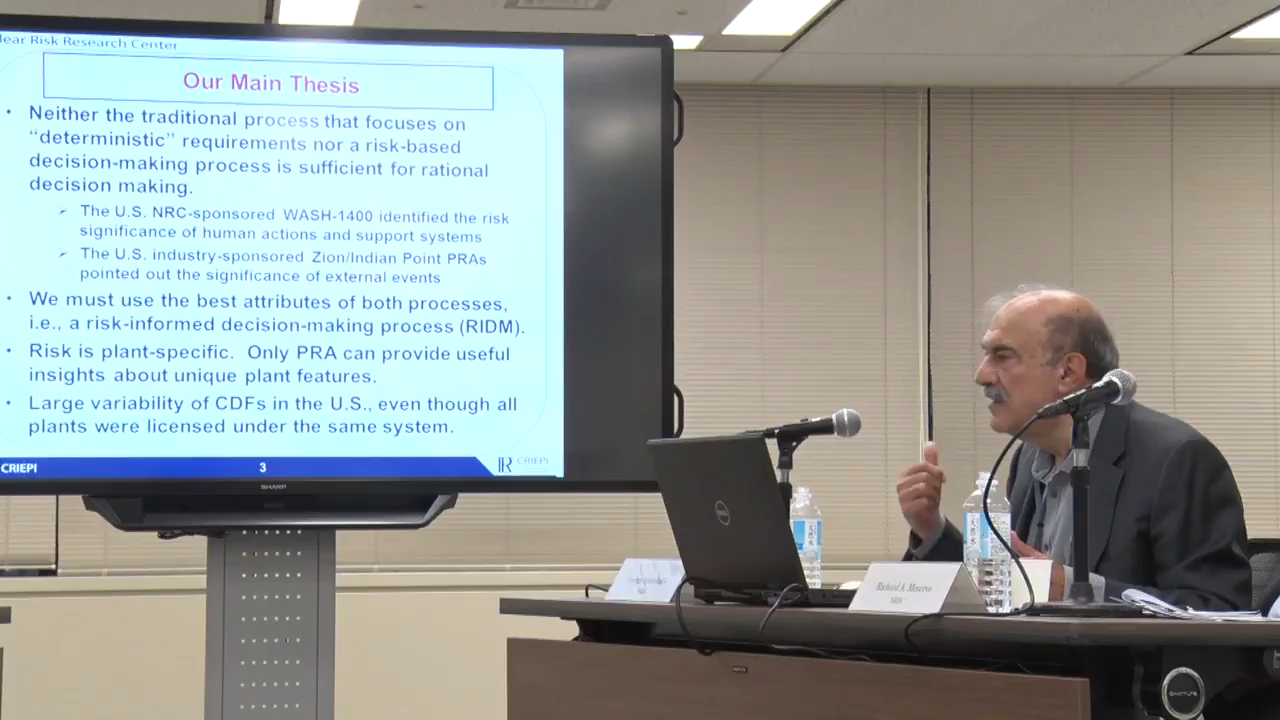 lear Risk Research Center
Our Main Thesis
• Neither the traditional process that focuses on
“deterministic” requirements nor a risk-based
decision-making process is sufficient for rational
decision making.
➢ The U.S. NRC-sponsored WASH-1400 identified the risk
significance of human actions and support systems
➢ The U.S. industry-sponsored Zion/Indian Point PRAs
pointed out the significance of external events
• We must use the best attributes of both processes,
i.e., a risk-informed decision-making process (RIDM).
• Risk is plant-specific. Only PRA can provide useful
insights about unique plant features.
• Large variability of CDFs in the U.S., even though all
plants were licensed under the same system.
CRIEPI
3
CRIEPI
SHARP
DELL
天然水
Richard A. Meserve
NRRC